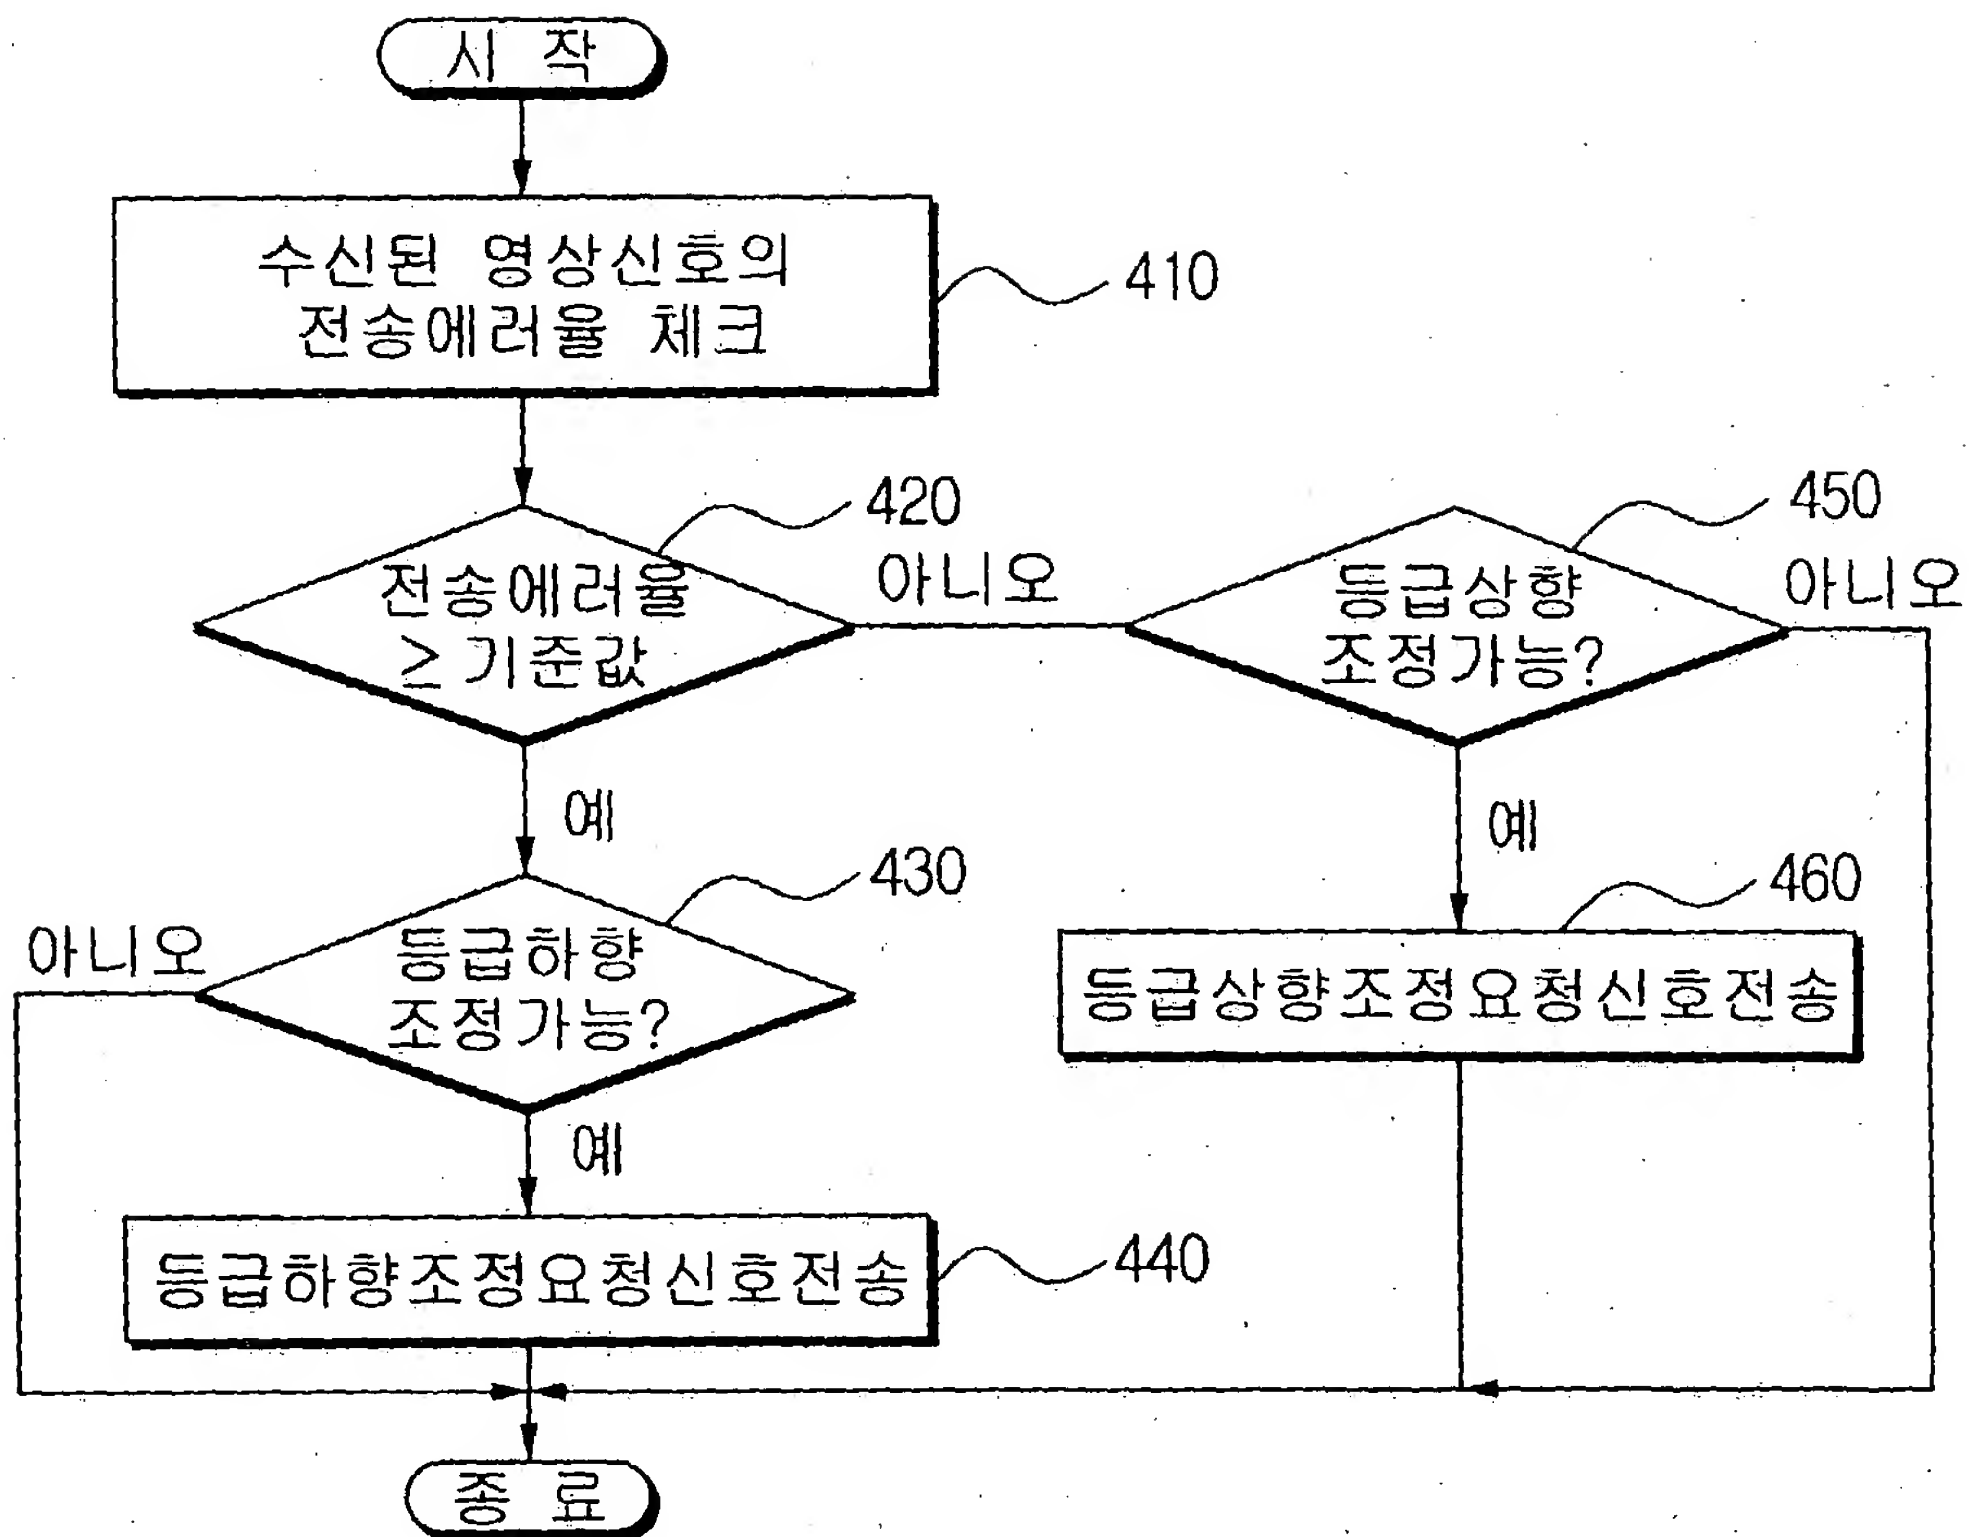 시 작
수신된 영상신호의
전송에러율 체크
410
420
전송에러율
≥ 기준값
아니오
450
등급상향
조정가능?
아니오
예
예
430
등급하향
조정가능?
아니오
460
등급상향조정요청신호전송
예
등급하향조정요청신호전송
440
종 료